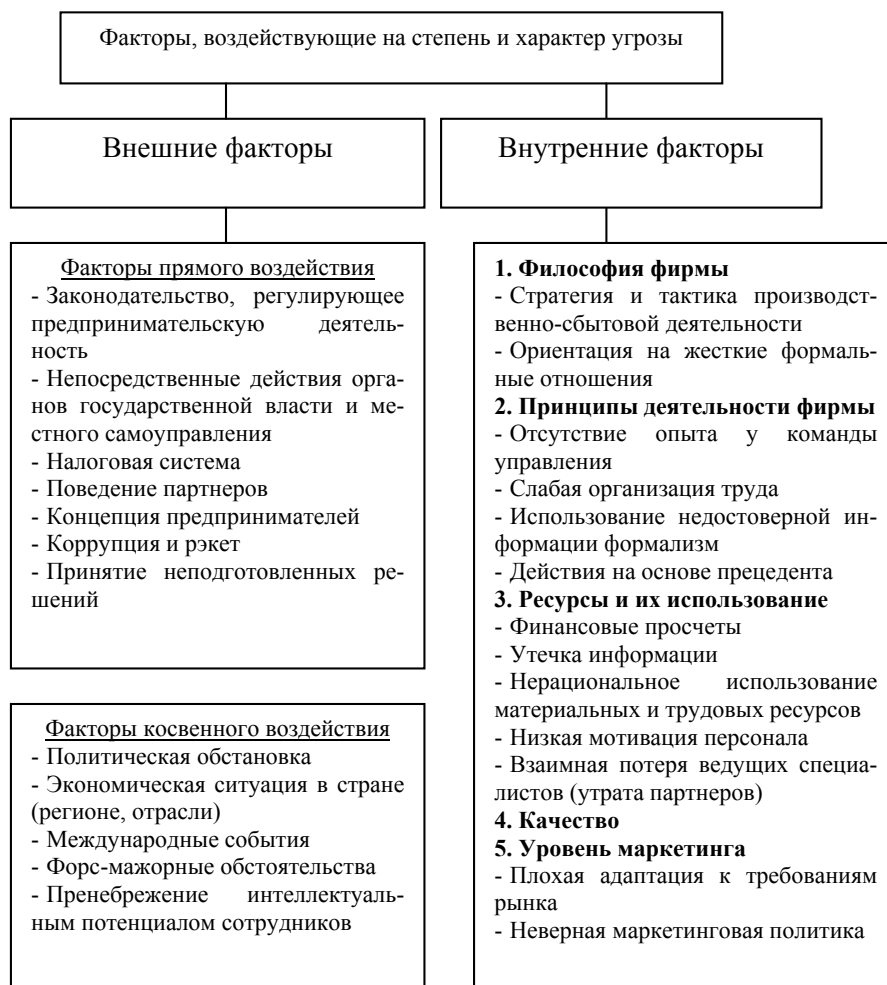 Факторы, воздействующие на степень и характер угрозы
Внешние факторы
Внутренние факторы
Факторы прямого воздействия
- Законодательство, регулирующее
предпринимательскую деятель-
ность
- Непосредственные действия орга-
нов государственной власти и ме-
стного самоуправления
- Налоговая система
- Поведение партнеров
- Концепция предпринимателей
- Коррупция и рэкет
- Принятие неподготовленных ре-
шений
Факторы косвенного воздействия
- Политическая обстановка
- Экономическая ситуация в стране
(регионе, отрасли)
- Международные события
- Форс-мажорные обстоятельства
- Пренебрежение интеллектуаль-
ным потенциалом сотрудников
1. Философия фирмы
- Стратегия и тактика производст-
венно-сбытовой деятельности
- Ориентация на жесткие формаль-
ные отношения
2. Принципы деятельности фирмы
- Отсутствие опыта у команды
управления
- Слабая организация труда
- Использование недостоверной ин-
формации формализм
- Действия на основе прецедента
3. Ресурсы и их использование
- Финансовые просчеты
- Утечка информации
- Нерациональное использование
материальных и трудовых ресурсов
- Низкая мотивация персонала
- Взаимная потеря ведущих специа-
листов (утрата партнеров)
4. Качество
5. Уровень маркетинга
- Плохая адаптация к требованиям
рынка
- Неверная маркетинговая политика